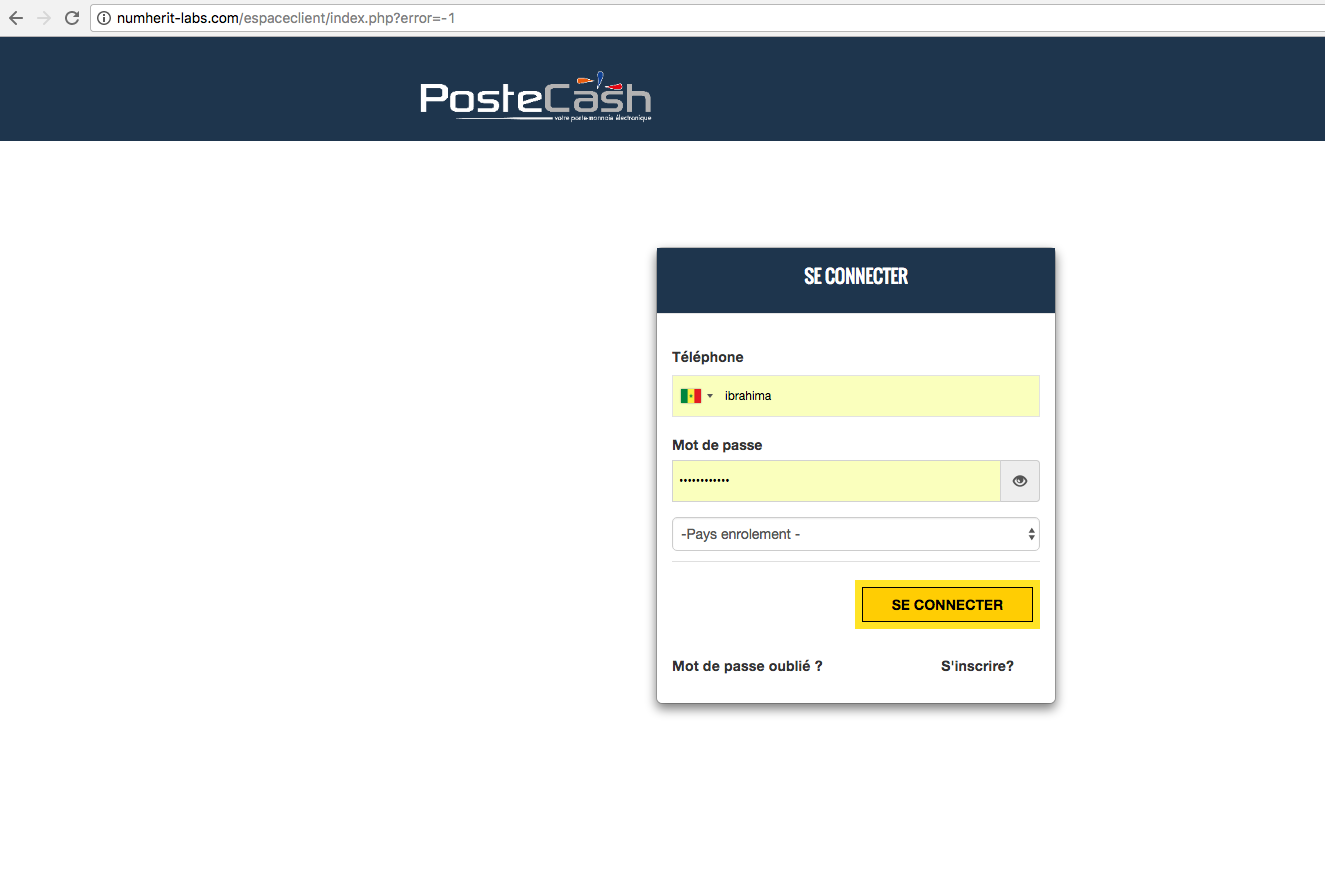 numherit-labs.com/espaceclient/index.php?error=-1
PosteCash
votre porte-monnaie électronique
SE CONNECTER
Téléphone
ibrahima
Mot de passe
••••••••••••
-Pays enrolement -
SE CONNECTER
Mot de passe oublié ? S'inscrire?